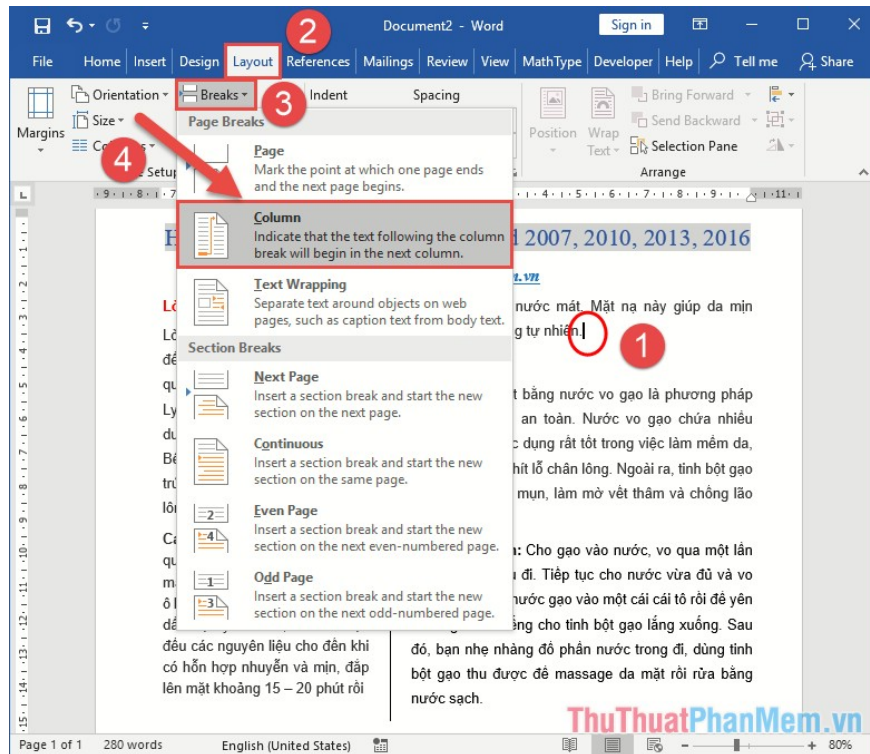 Document2 - Word
Sign in
2
File Home Insert Design Layout References Mailings Review View MathType Developer Help Tell me Share
Orientation
Breaks
3
Indent
Spacing
Bring Forward
Margins
Size
Send Backward
Position
Wrap Text
Selection Pane
4
Arrange
Page Breaks
Page
Mark the point at which one page ends
and the next page begins.
Column
Indicate that the text following the column
break will begin in the next column.
Text Wrapping
Separate text around objects on web
pages, such as caption text from body text.
Section Breaks
Next Page
Insert a section break and start the new
section on the next page.
Continuous
Insert a section break and start the new
section on the same page.
Even Page
Insert a section break and start the new
section on the next even-numbered page.
Odd Page
Insert a section break and start the new
section on the next odd-numbered page.
2007, 2010, 2013, 2016
.vn
nước mát. Mặt nạ này giúp da mịn
tự nhiên.
1
bằng nước vo gạo là phương pháp
an toàn. Nước vo gạo chứa nhiều
dụng rất tốt trong việc làm mềm da,
hít lỗ chân lông. Ngoài ra, tinh bột gạo
mụn, làm mờ vết thâm và chống lão
: Cho gạo vào nước, vo qua một lần
đi. Tiếp tục cho nước vừa đủ và vo
nước gạo vào một cái cái tô rồi để yên
cho tinh bột gạo lắng xuống. Sau
đó, bạn nhẹ nhàng đổ phần nước trong đi, dùng tinh
bột gạo thu được để massage da mặt rồi rửa bằng
nước sạch.
đều các nguyên liệu cho đến khi
có hỗn hợp nhuyễn và mịn, đắp
lên mặt khoảng 15 – 20 phút rồi
ThuThuatPhanMem.vn
Page 1 of 1 280 words English (United States) 80%